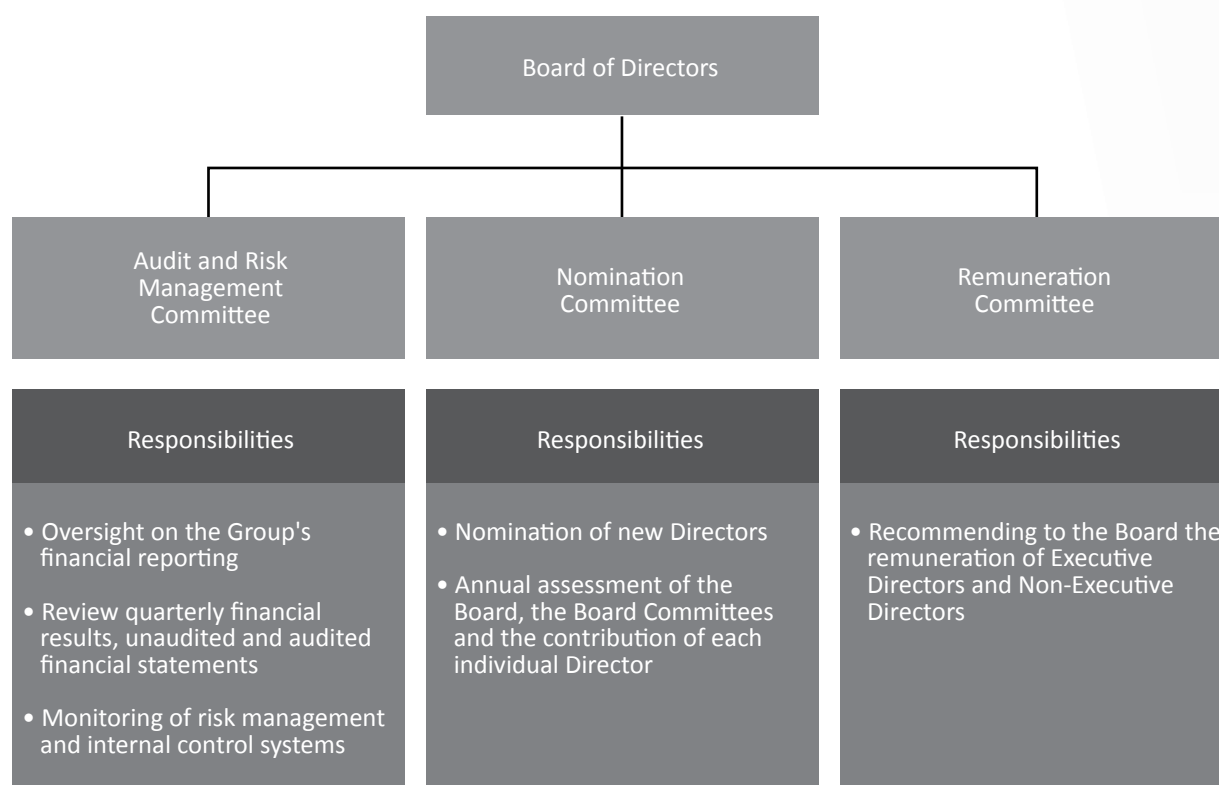 Board of Directors
Audit and Risk
Management
Committee
Nomination
Committee
Remuneration
Committee
Responsibilities
• Oversight on the Group's
financial reporting
• Review quarterly financial
results, unaudited and audited
financial statements
• Monitoring of risk management
and internal control systems
Responsibilities
• Nomination of new Directors
• Annual assessment of the
Board, the Board Committees
and the contribution of each
individual Director
Responsibilities
• Recommending to the Board the
remuneration of Executive
Directors and Non-Executive
Directors